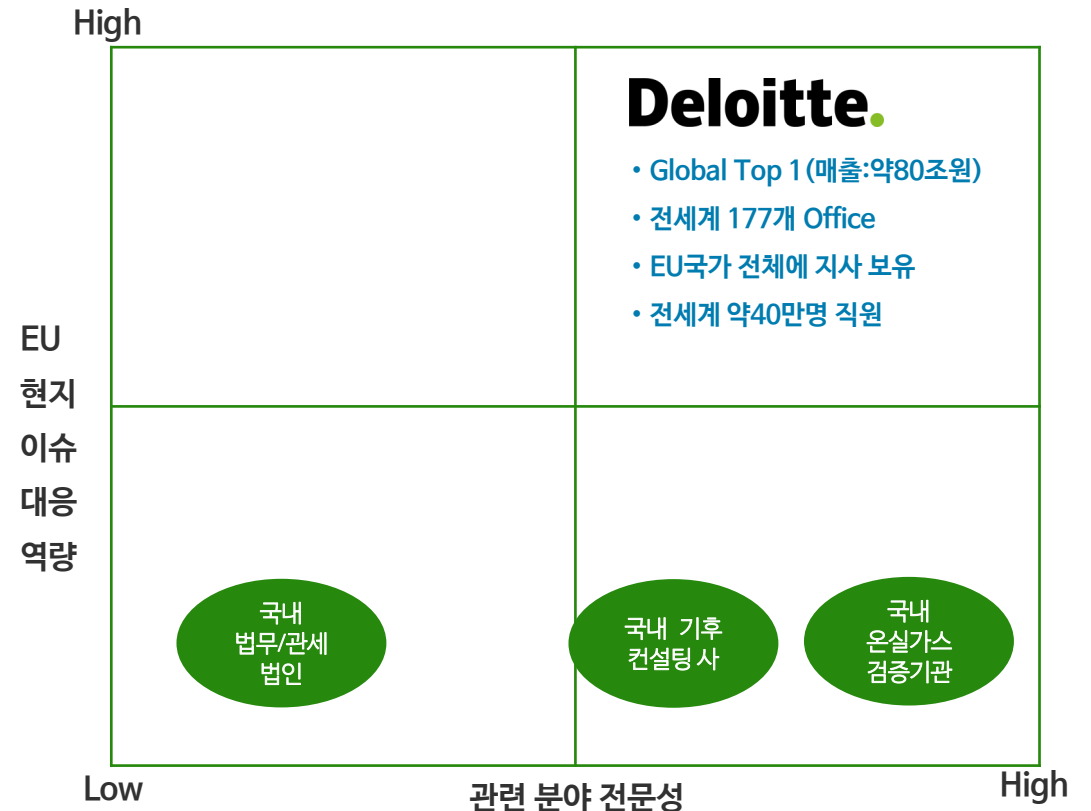 High
Deloitte.
• Global Top 1 (매출:약80조원)
• 전세계 177개 Office
• EU국가 전체에 지사 보유
• 전세계 약40만명 직원
EU
현지
이슈
대응
역량
국내
법무/관세
법인
국내 기후
컨설팅 사
국내
온실가스
검증기관
Low
관련 분야 전문성
High